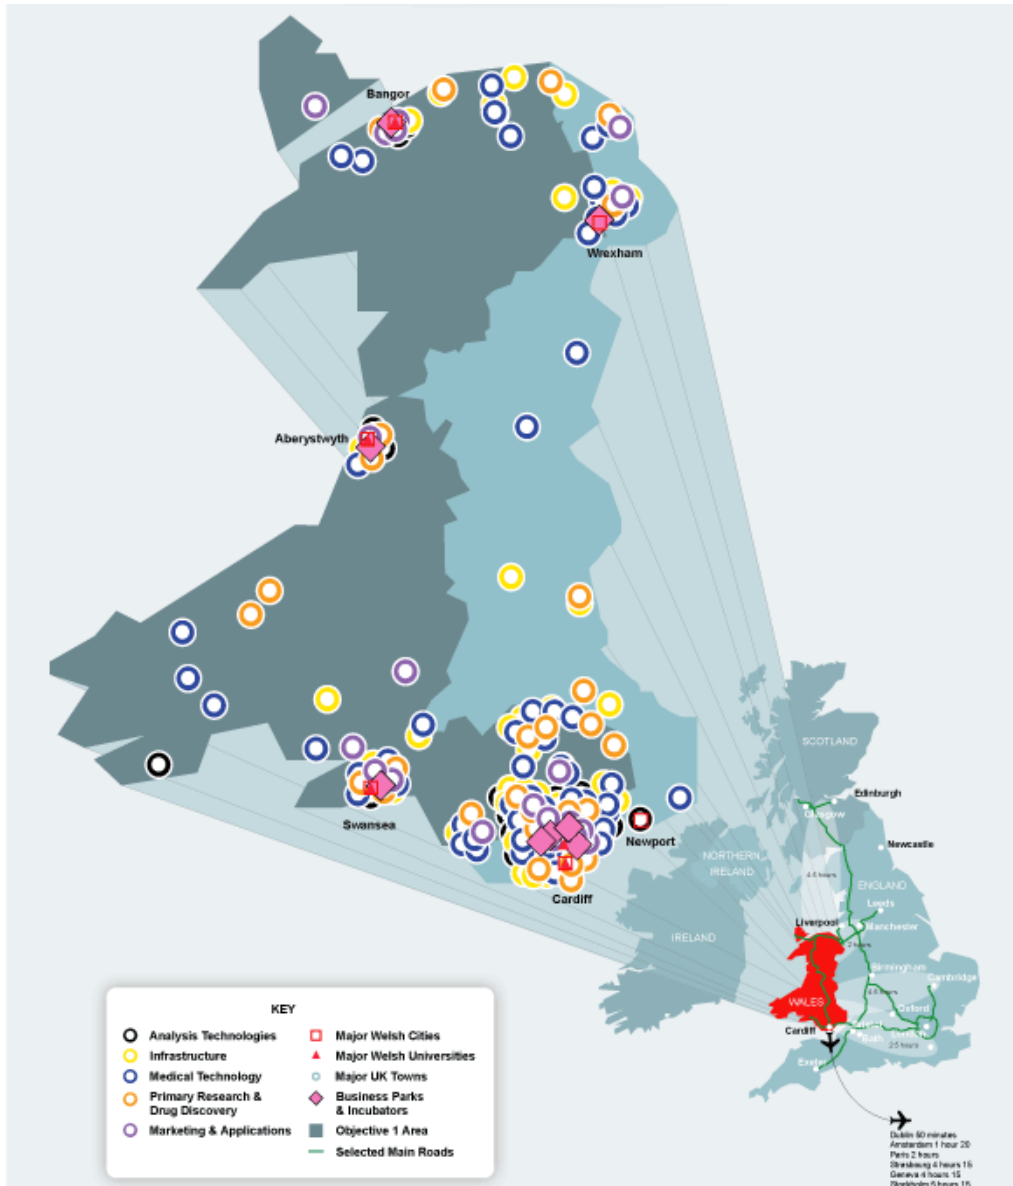 Bangor
Wrexham
Aberystwyth
Swansea
Newport
Cardiff
SCOTLAND
Edinburgh
Glasgow
Newcastle
NORTHERN
IRELAND
ENGLAND
4.5 hours
Leeds
Liverpool
Manchester
IRELAND
2 hours
Birmingham
Cambridge
WALES
Oxford
Cardiff
Bath
Exeter
KEY
Analysis Technologies
Infrastructure
Medical Technology
Primary Research &
Drug Discovery
Marketing & Applications
Major Welsh Cities
Major Welsh Universities
Major UK Towns
Business Parks
& Incubators
Objective 1 Area
Selected Main Roads
Dublin 50 minutes
Amsterdam 1 hour 20
Paris 2 hours
Strasbourg 4 hours 15
Geneva 4 hours 15
Stockholm 5 hours 15